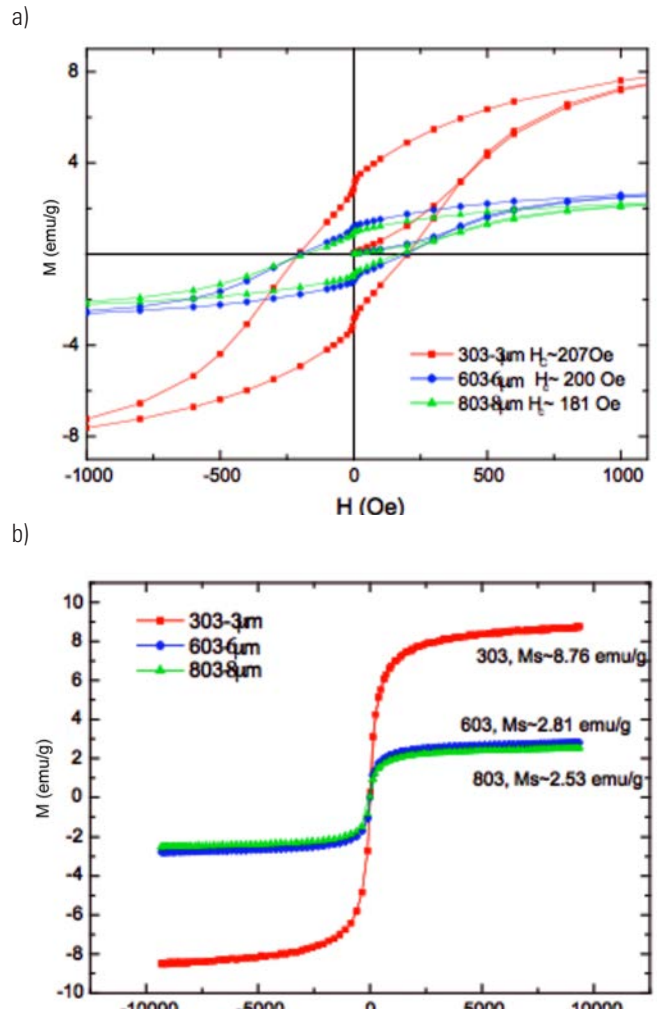 a)
8
4
0
-4
-8
M (emu/g)
303-3μm Hc~207Oe
603-6μm Hc~ 200 Oe
803-8μm Hc~ 181 Oe
-1000 -500 0 500 1000
H (Oe)
b)
10
8
6
4
2
0
-2
-4
-6
-8
-10
M (emu/g)
303-3μm
603-6μm
803-8μm
303, Ms~8.76 emu/g
603, Ms~2.81 emu/g
803, Ms~2.53 emu/g
-10000 -5000 0 5000 10000